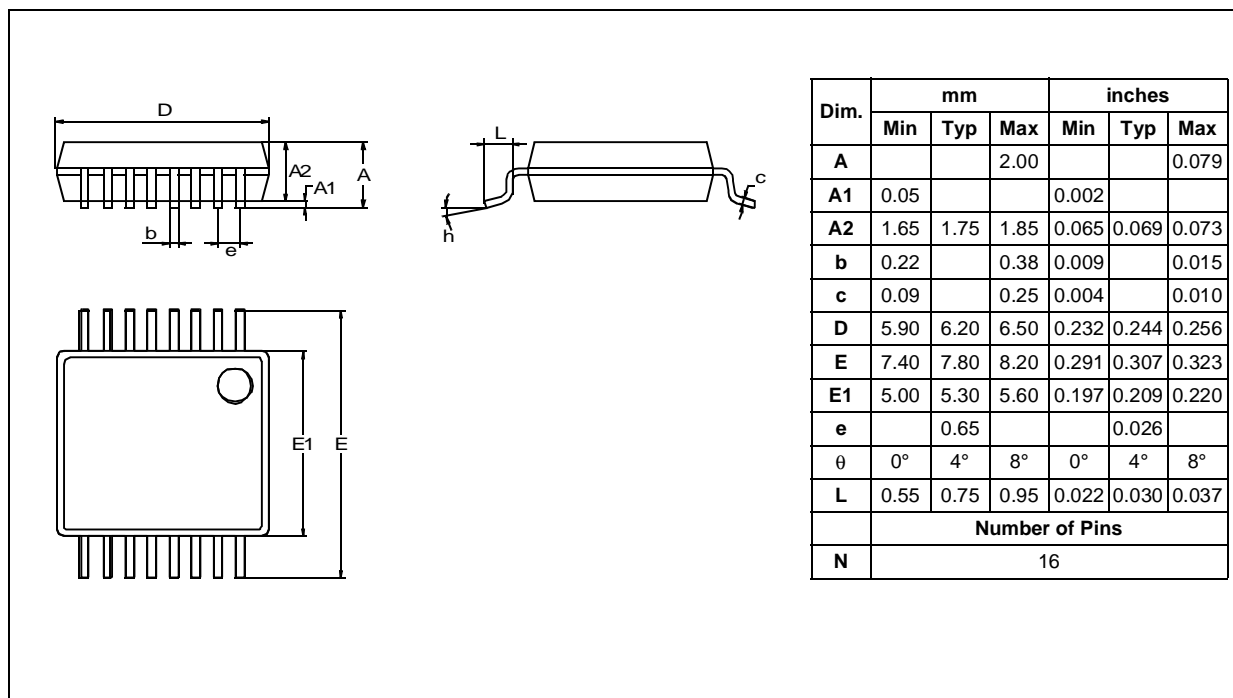 D
A2
A1
A
b
e
L
c
h
E1
E
Dim. mm inches
Min Typ Max Min Typ Max
A 2.00 0.079
A1 0.05 0.002
A2 1.65 1.75 1.85 0.065 0.069 0.073
b 0.22 0.38 0.009 0.015
c 0.09 0.25 0.004 0.010
D 5.90 6.20 6.50 0.232 0.244 0.256
E 7.40 7.80 8.20 0.291 0.307 0.323
E1 5.00 5.30 5.60 0.197 0.209 0.220
e 0.65 0.026
θ 0° 4° 8° 0° 4° 8°
L 0.55 0.75 0.95 0.022 0.030 0.037
Number of Pins
N 16